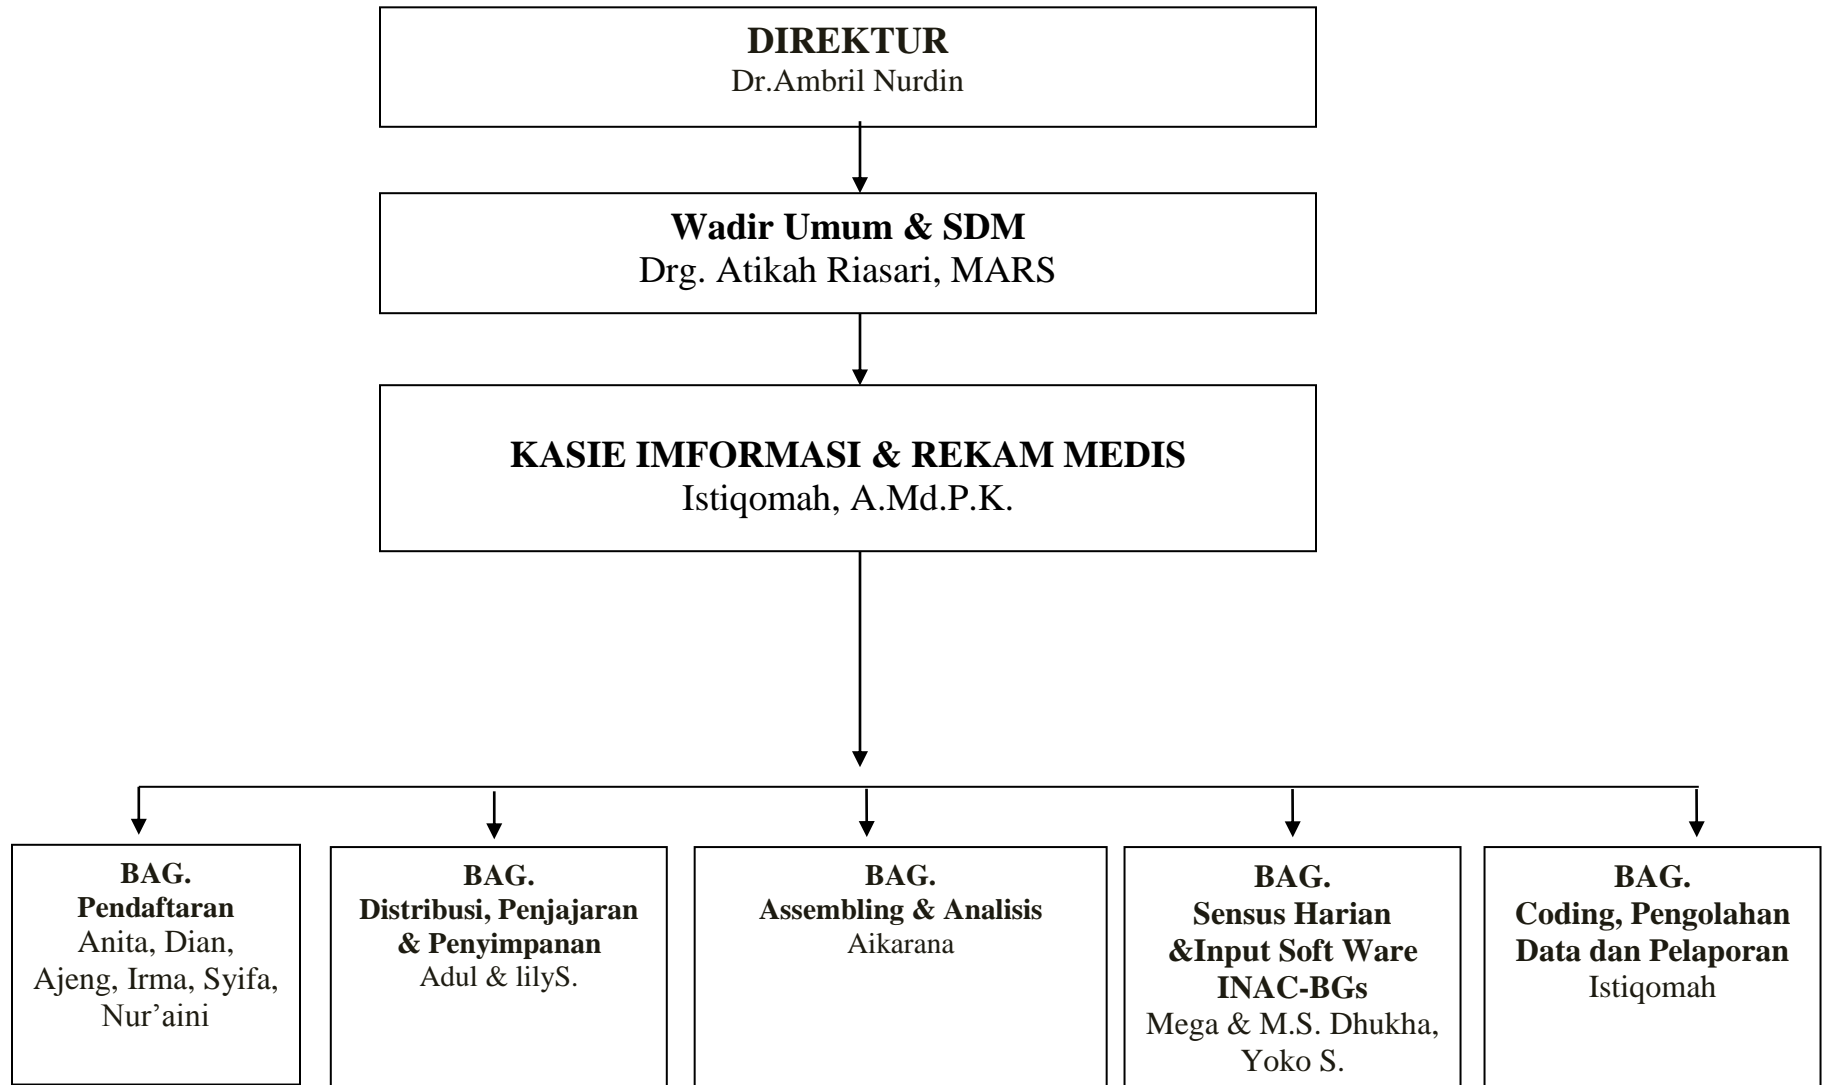 DIREKTUR
Dr.Ambril Nurdin
Wadir Umum & SDM
Drg. Atikah Riasari, MARS
KASIE IMFORMASI & REKAM MEDIS
Istiqomah, A.Md.P.K.
BAG.
Pendaftaran
Anita, Dian,
Ajeng, Irma, Syifa,
Nur’aini
BAG.
Distribusi, Penjajaran
& Penyimpanan
Adul & lilyS.
BAG.
Assembling & Analisis
Aikarana
BAG.
Sensus Harian
&Input Soft Ware
INAC-BGs
Mega & M.S. Dhukha,
Yoko S.
BAG.
Coding, Pengolahan
Data dan Pelaporan
Istiqomah